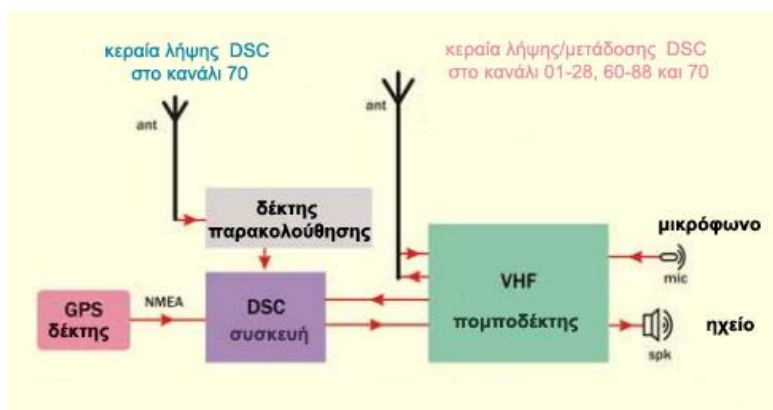 κεραία λήψης DSC
στο κανάλι 70
κεραία λήψης/μετάδοσης DSC
στο κανάλι 01-28, 60-88 και 70
ant
ant
δέκτης
παρακολούθησης
μικρόφωνο
mic
VHF
πομποδέκτης
GPS
δέκτης
NMEA
DSC
συσκευή
ηχείο
spk